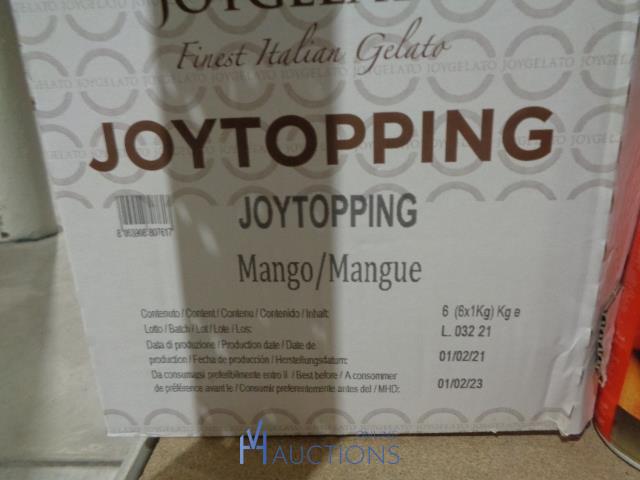 JOYGELATO
Finest Italian Gelato
JOYTOPPING
JOYTOPPING
Mango/Mangue
Contenuto / Content / Contenu / Contenido / Inhalt: 6 (6x1Kg) Kg e
Lotto / Batch / Lot / Lote / Lois: L. 032 21
Data di produzione / Production date / Date de
production / Fecha de producción / Herstellungsdatum: 01/02/21
Da consumarsi preferibilmente entro il / Best before / A consommer
de préférence avant le / Consumir preferentemente antes del / MHD: 01/02/23
AUCTIONS